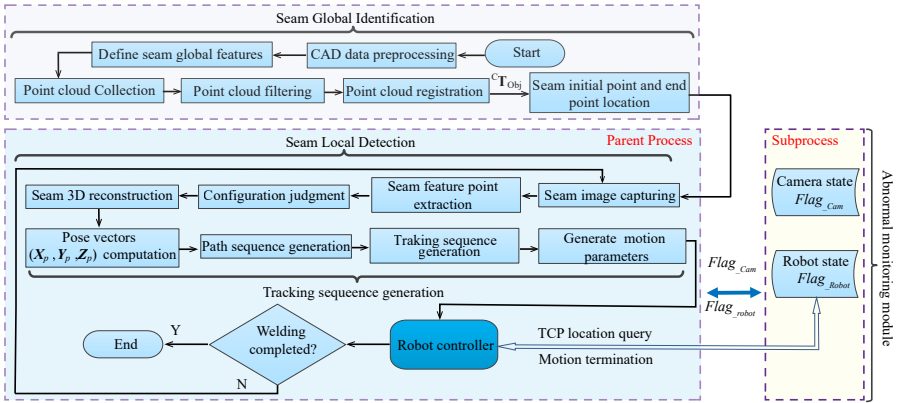 Seam Global Identification
Start
CAD data preprocessing
Define seam global features
Point cloud Collection
Point cloud filtering
Point cloud registration
ᶜT_Obj
Seam initial point and end
point location
Seam Local Detection
Parent Process
Seam image capturing
Seam feature point
extraction
Configuration judgment
Seam 3D reconstruction
Pose vectors
(X_p ,Y_p ,Z_p) computation
Path sequence generation
Traking sequence
generation
Generate motion
parameters
Tracking sequeence generation
Robot controller
Welding
completed?
Y
End
N
TCP location query
Motion termination
Flag_Cam
Flag_robot
Subprocess
Camera state
Flag_Cam
Robot state
Flag_Robot
Abnormal monitoring module